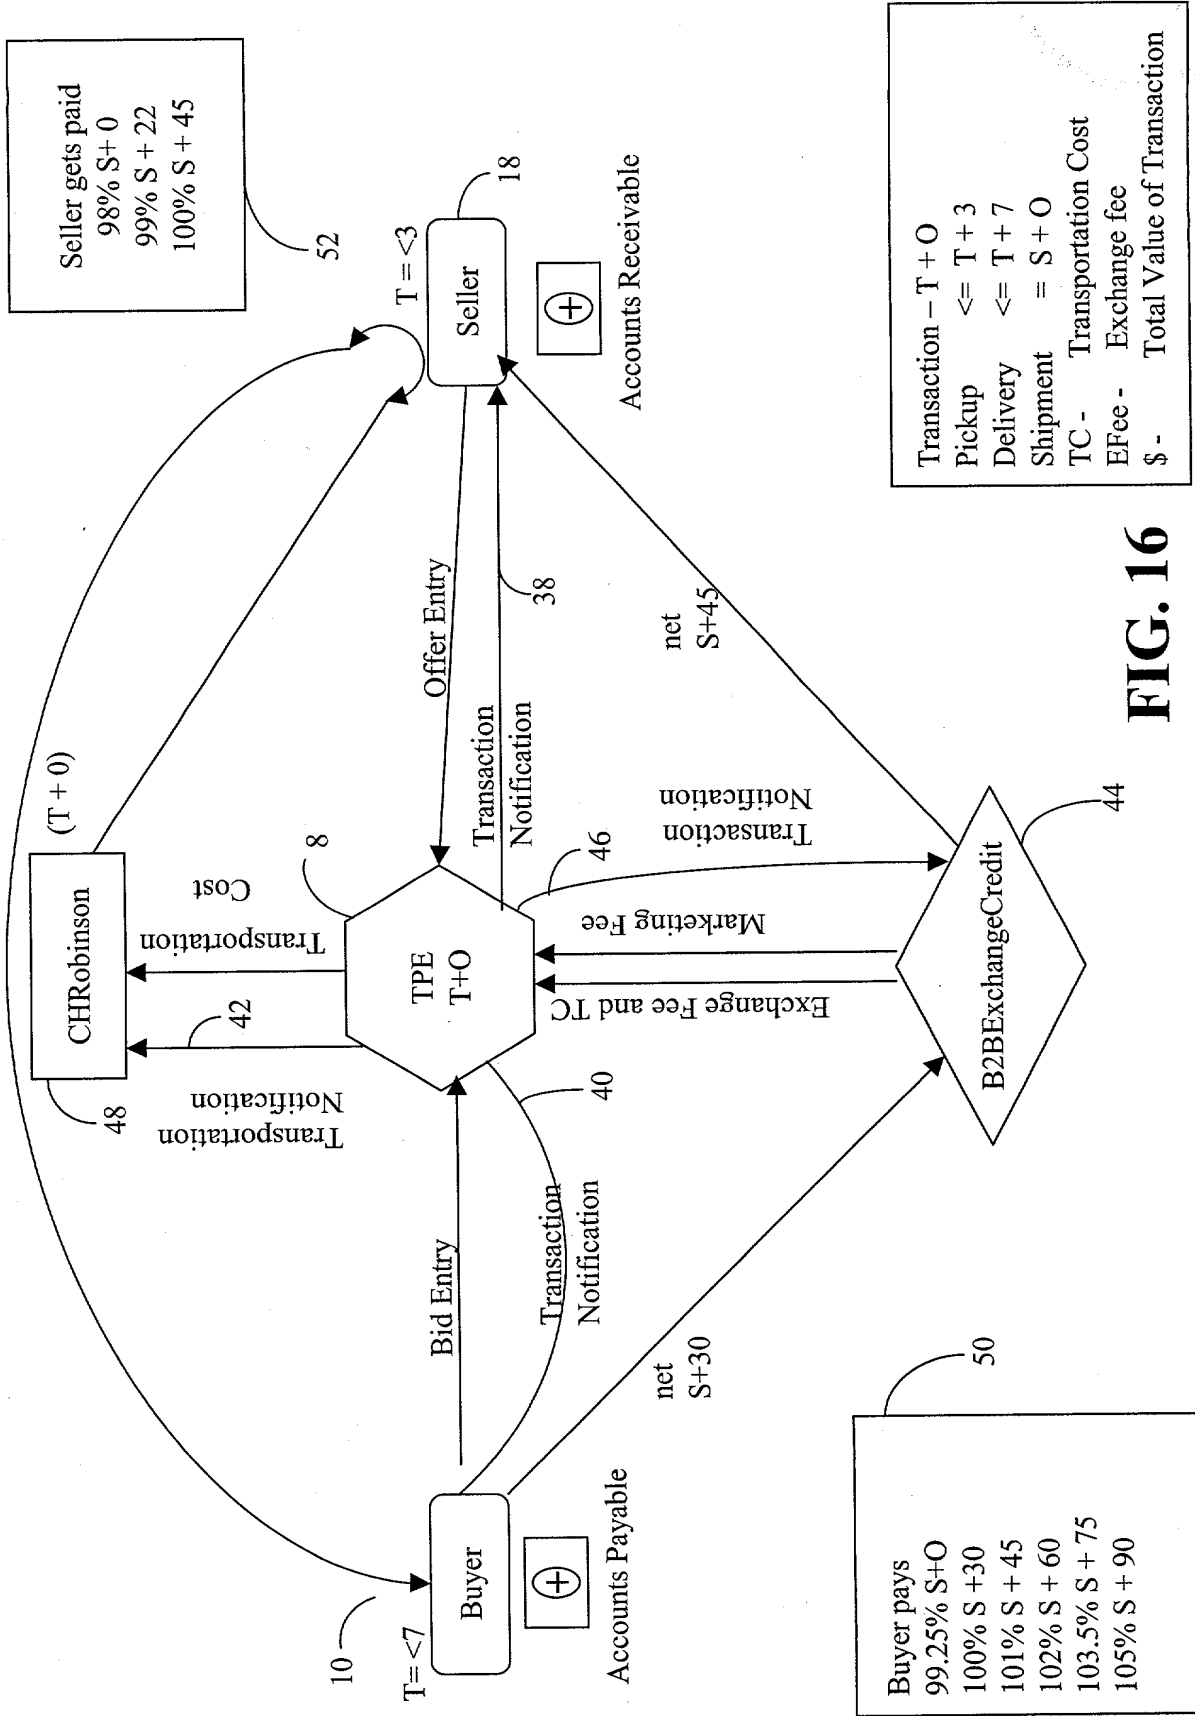 Seller gets paid
98% S+ 0
99% S + 22
100% S + 45
52
(T + 0)
CHRobinson
48
Transportation
Notification
42
Transportation
Cost
8
TPE
T+O
Offer Entry
Transaction
Notification
38
T = <3
Seller
18
Accounts Receivable
10
T= <7
Buyer
Accounts Payable
Bid Entry
Transaction
Notification
40
Exchange Fee and TC
Marketing Fee
46
Transaction
Notification
net
S+30
net
S+45
B2BExchangeCredit
44
Buyer pays
99.25% S+O
100% S +30
101% S + 45
102% S + 60
103.5% S + 75
105% S + 90
50
Transaction – T + O
Pickup <= T + 3
Delivery <= T + 7
Shipment = S + O
TC - Transportation Cost
EFee - Exchange fee
$ - Total Value of Transaction
FIG. 16